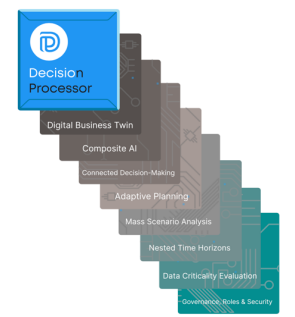 Decision
Processor
Digital Business Twin
Composite AI
Connected Decision-Making
Adaptive Planning
Mass Scenario Analysis
Nested Time Horizons
Data Criticality Evaluation
Governance, Roles & Security